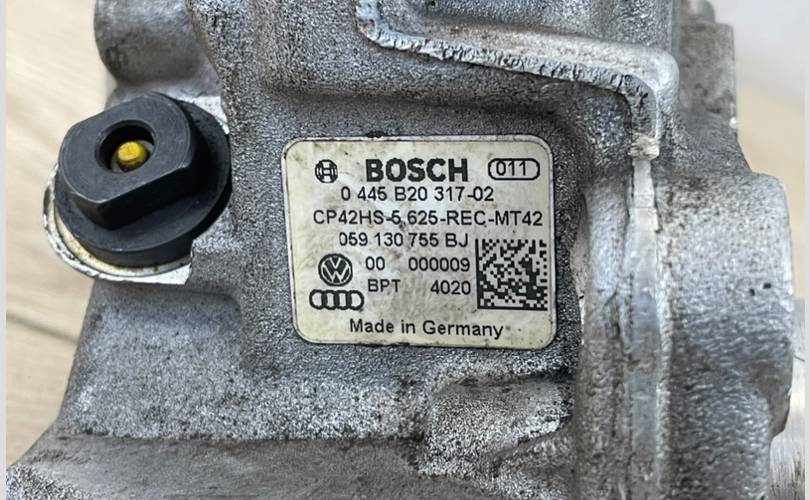 BOSCH 011
0 445 B20 317-02
CP42HS-5,625-REC-MT42
059 130 755 BJ
00 000009
BPT 4020
Made in Germany